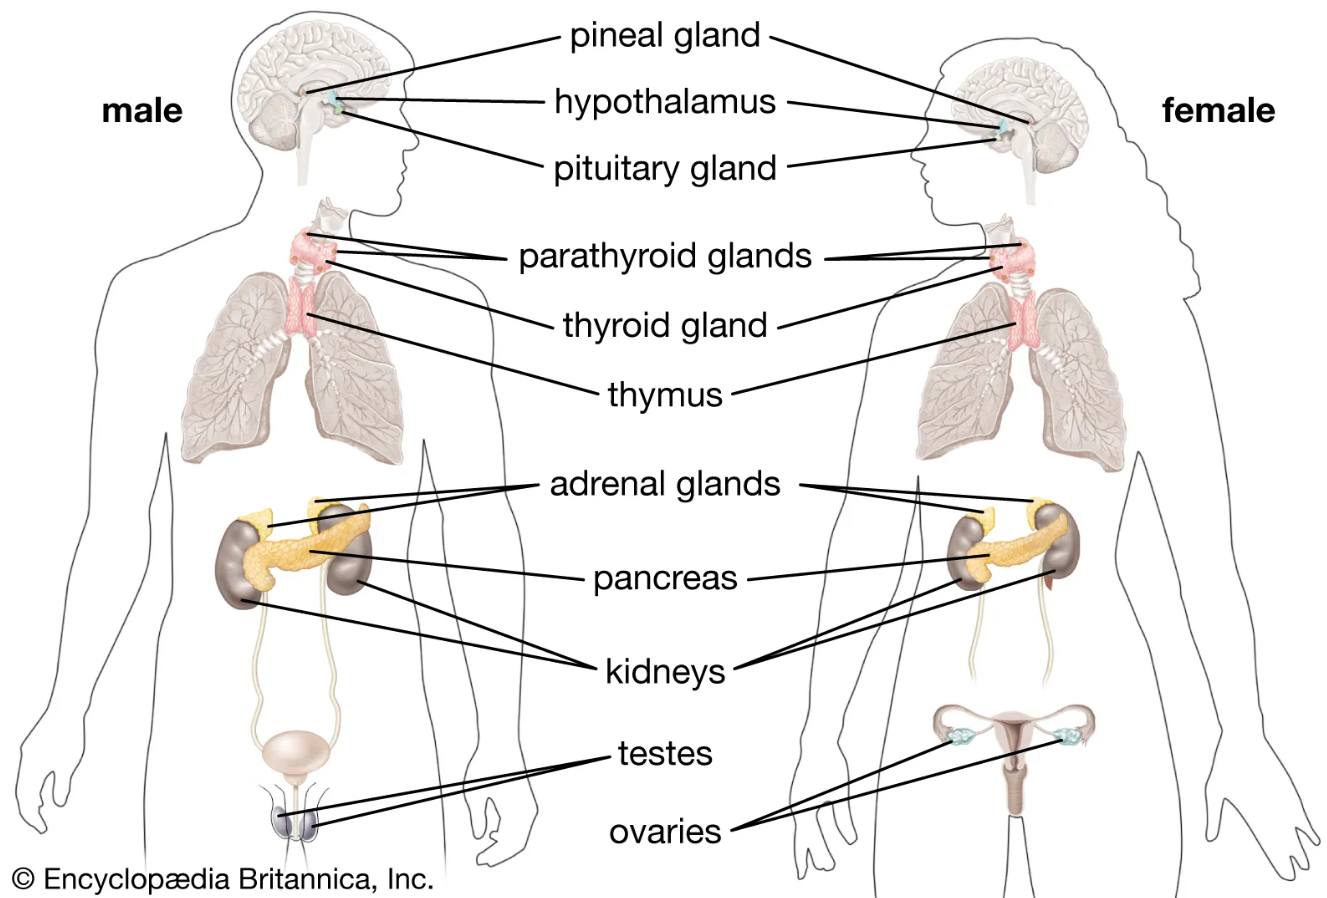 pineal gland
hypothalamus
male
female
pituitary gland
parathyroid glands
thyroid gland
thymus
adrenal glands
pancreas
kidneys
testes
ovaries
© Encyclopædia Britannica, Inc.